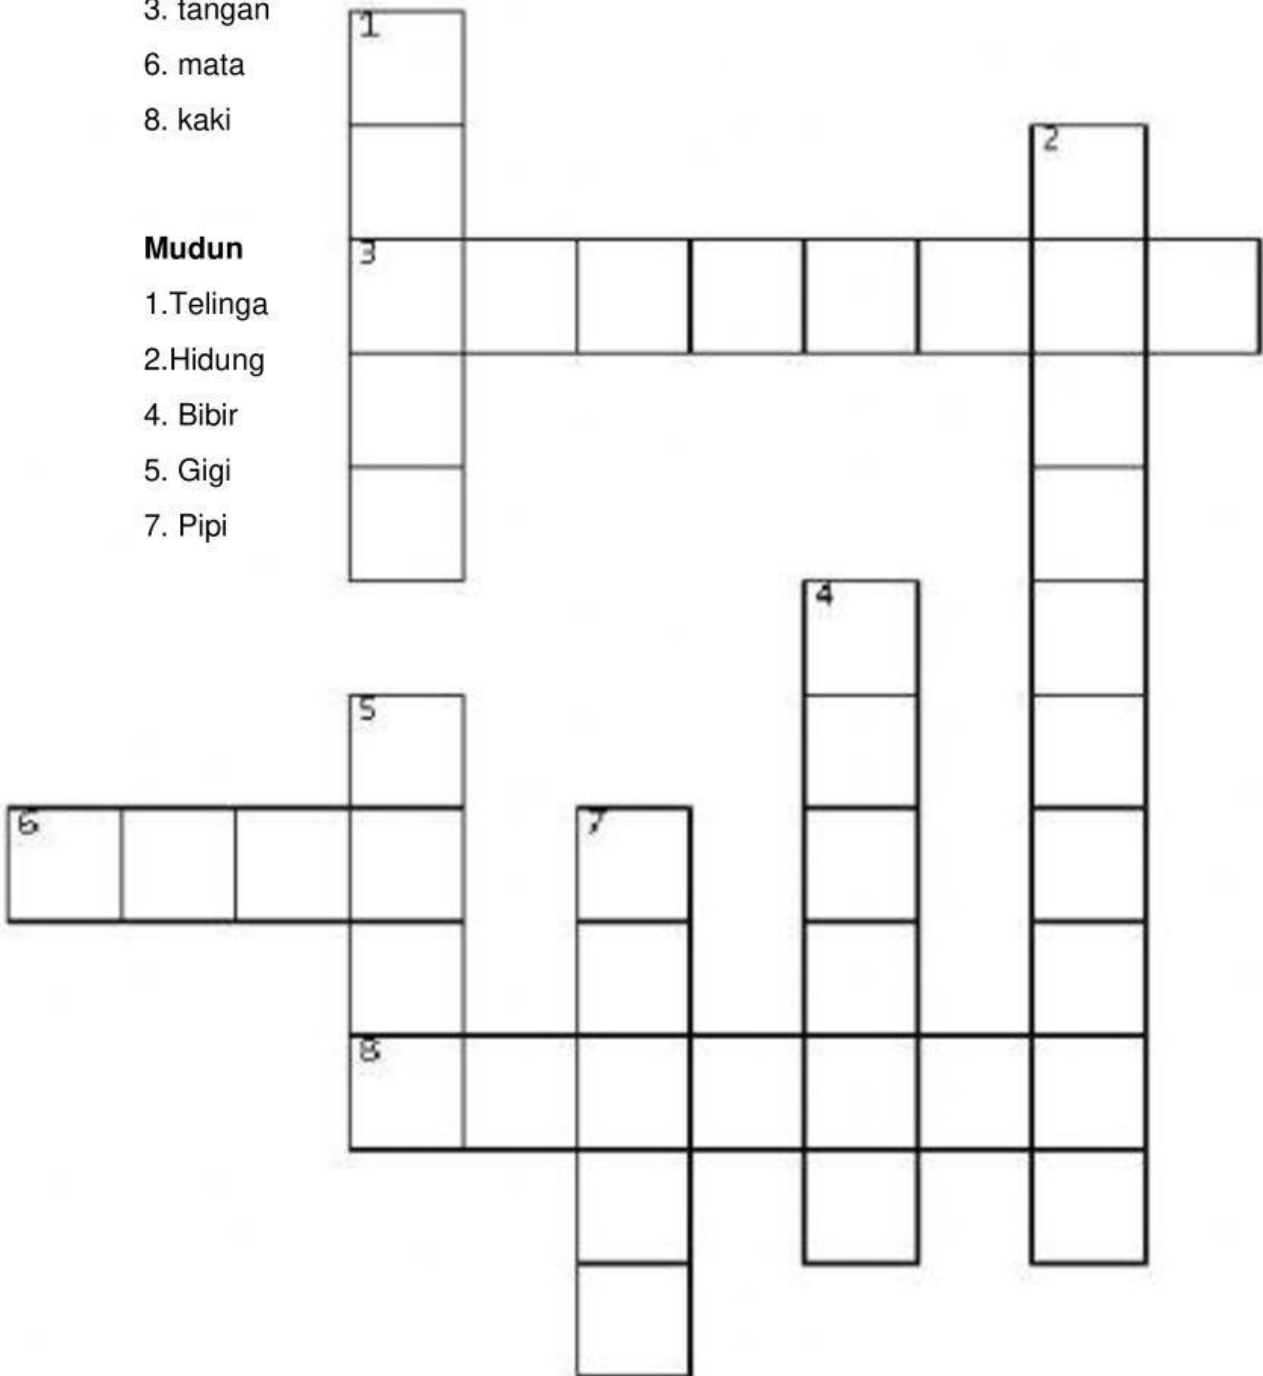 3. tangan
6. mata
8. kaki
Mudun
1.Telinga
2.Hidung
4. Bibir
5. Gigi
7. Pipi
1
2
3
4
5
6
7
8